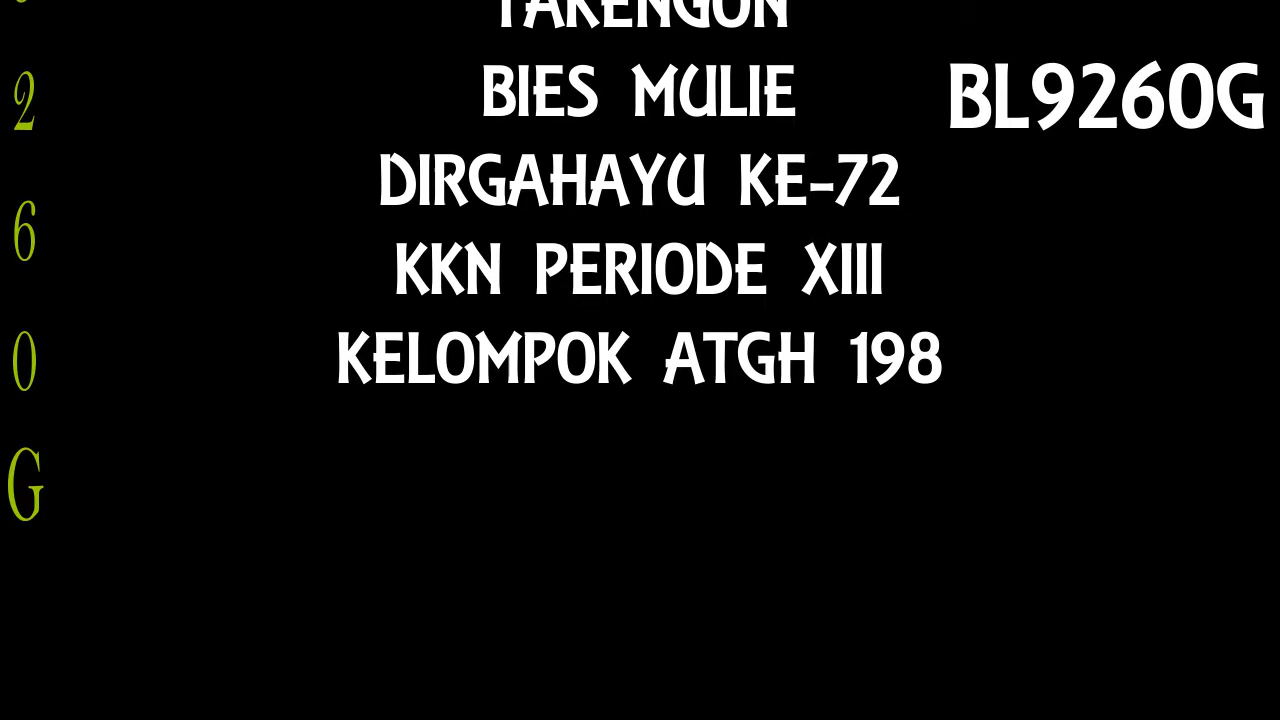 TAKENGON
BIES MULIE
DIRGAHAYU KE-72
KKN PERIODE XIII
KELOMPOK ATGH 198
BL9260G
2
6
0
G